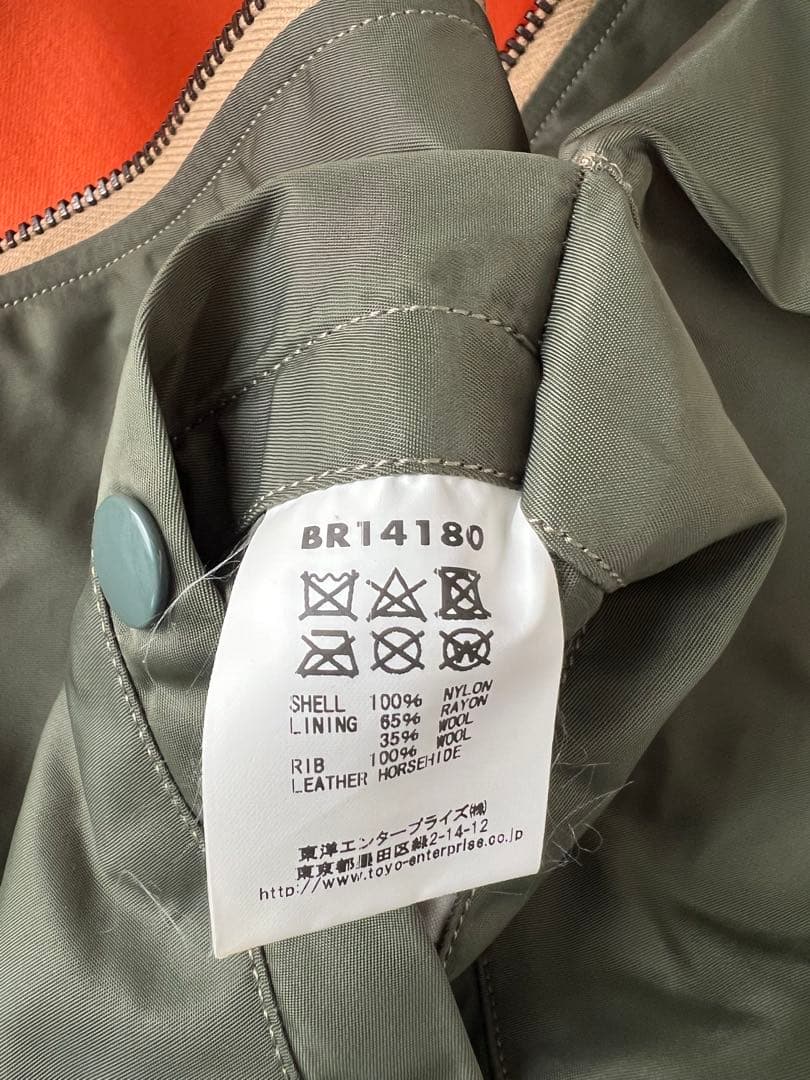 BR14180
SHELL 100% NYLON
LINING 65% RAYON
35% WOOL
RIB 100% WOOL
LEATHER HORSEHIDE
東洋エンタープライズ㈱
東京都墨田区緑2-14-12
http://www.toyo-enterprise.co.jp